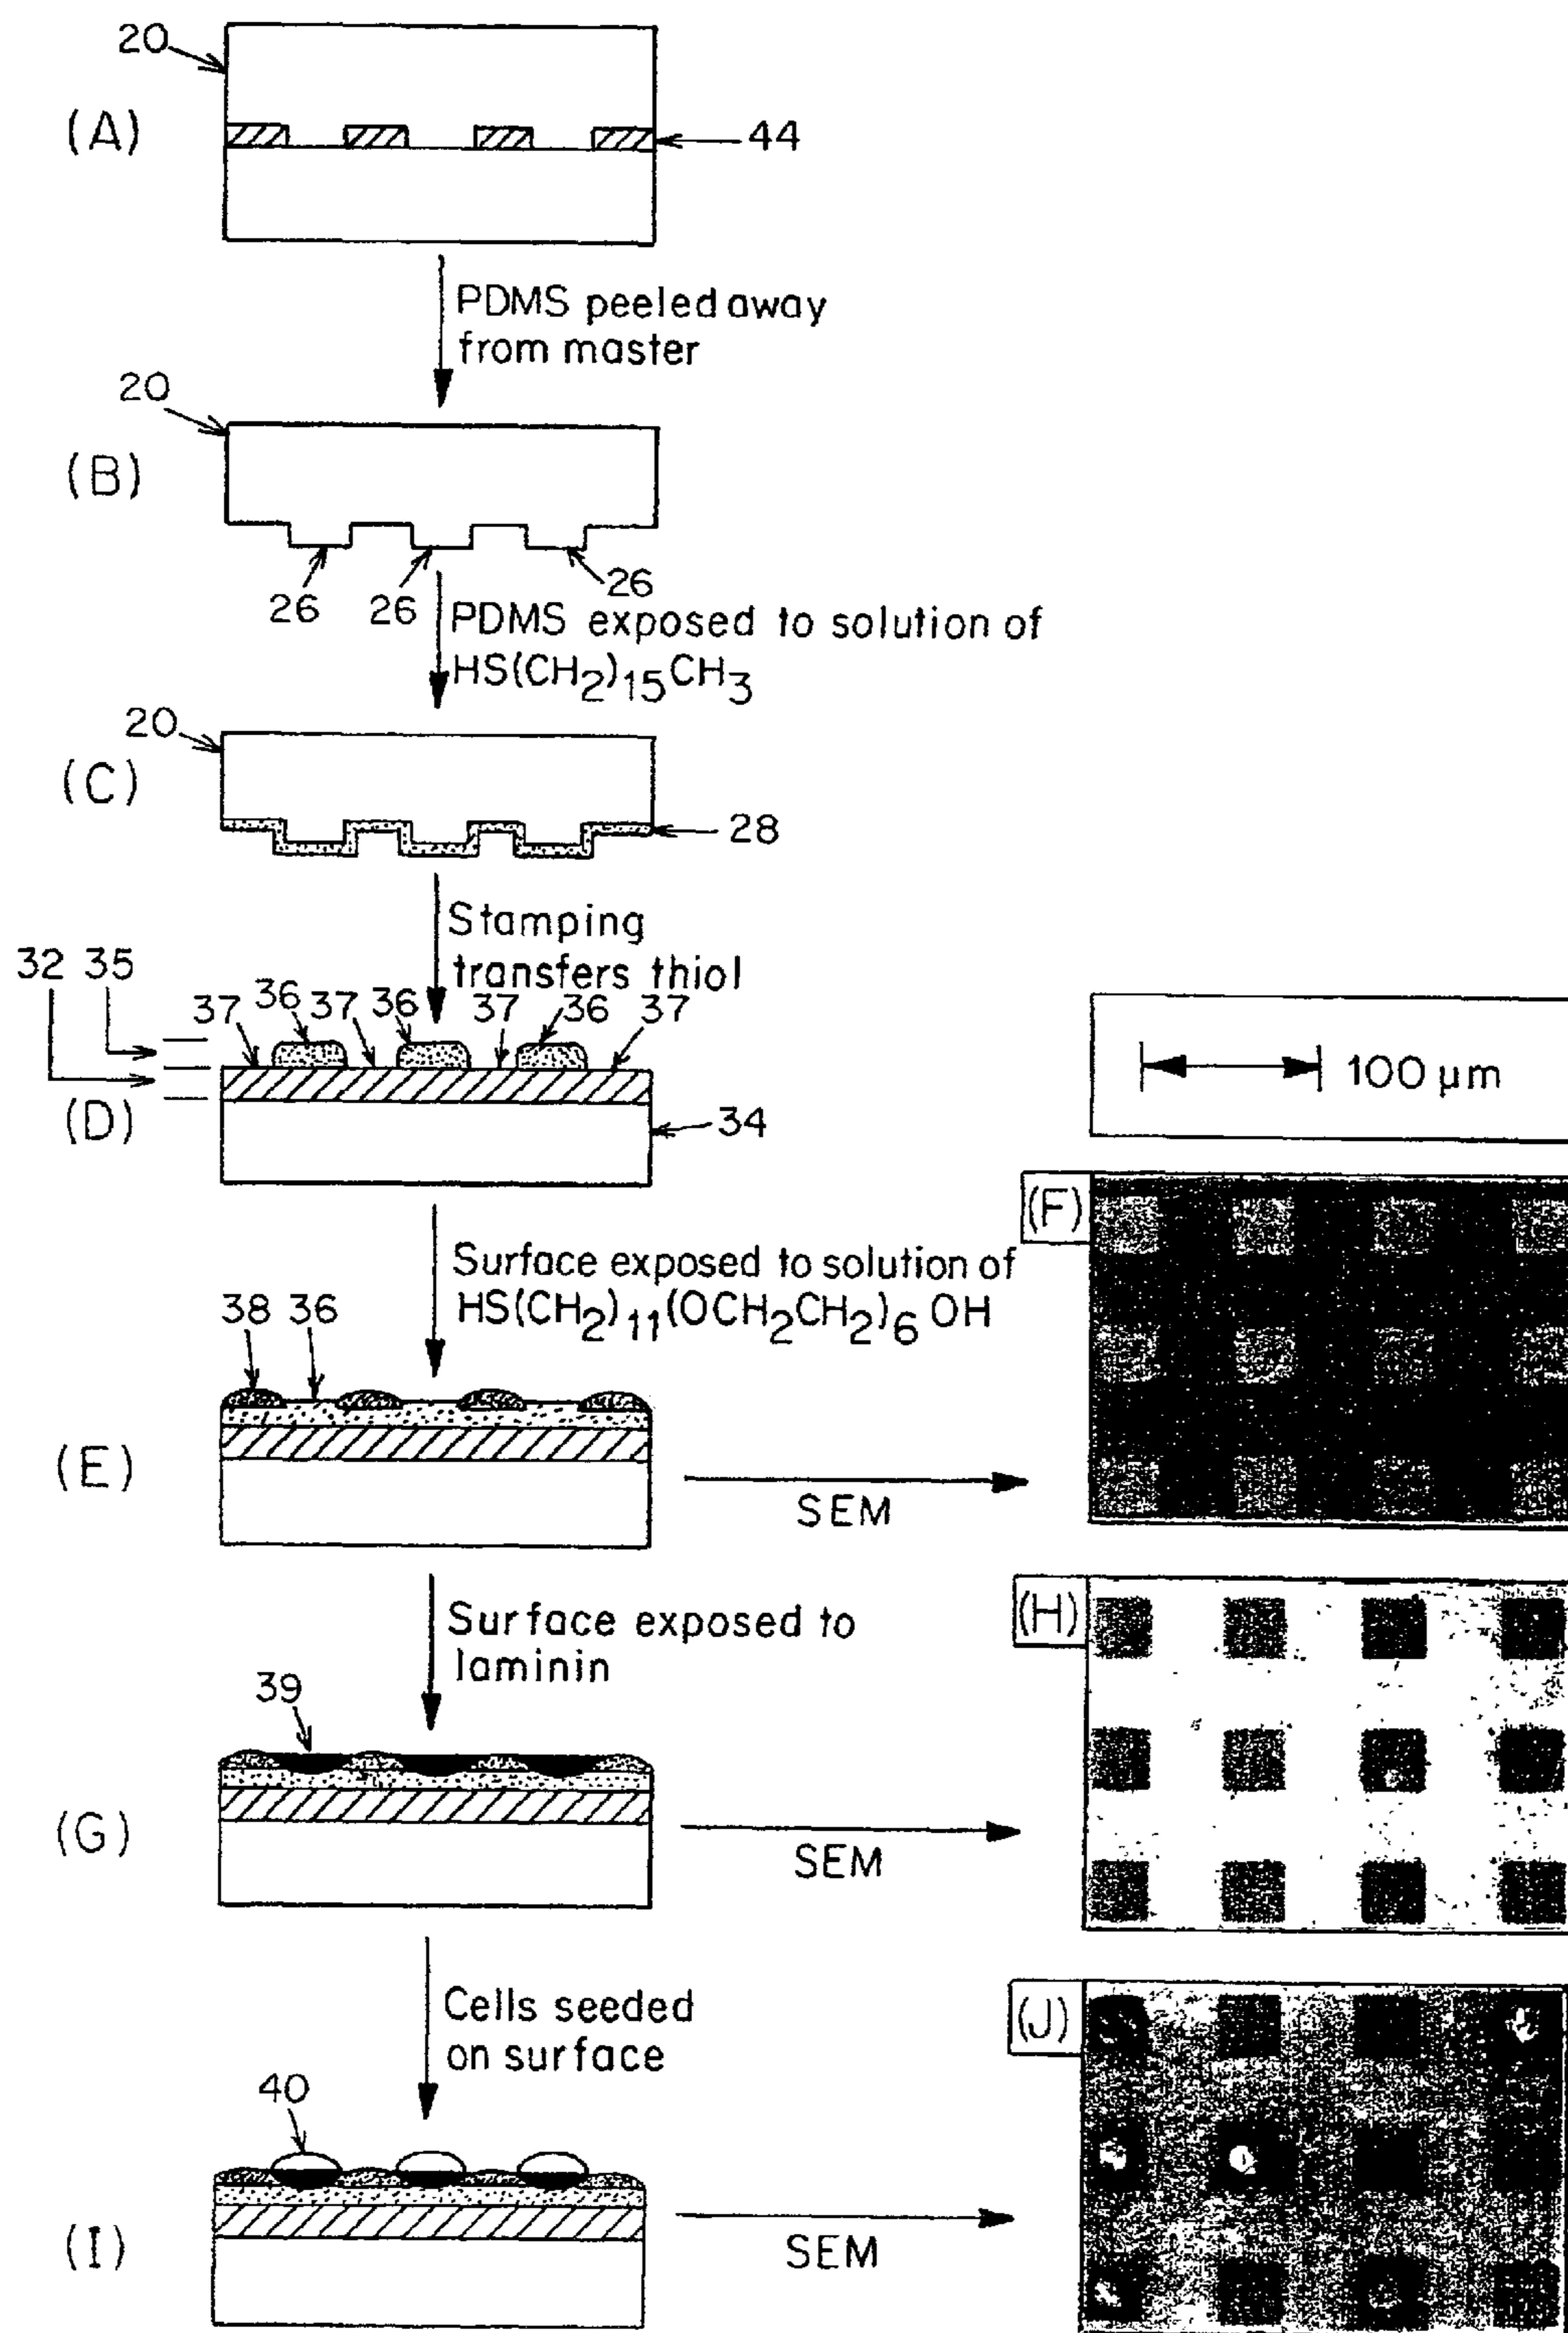 20
(A)
44
PDMS peeled away
from master
20
(B)
26 26 26
PDMS exposed to solution of
HS(CH2)15CH3
20
(C)
28
Stamping
transfers thiol
32 35
37 36 37 36 37 36 37
(D)
34
100 μm
Surface exposed to solution of
HS(CH2)11(OCH2CH2)6 OH
(F)
38 36
(E)
SEM
Surface exposed to
laminin
(H)
39
(G)
SEM
Cells seeded
on surface
(J)
40
(I)
SEM